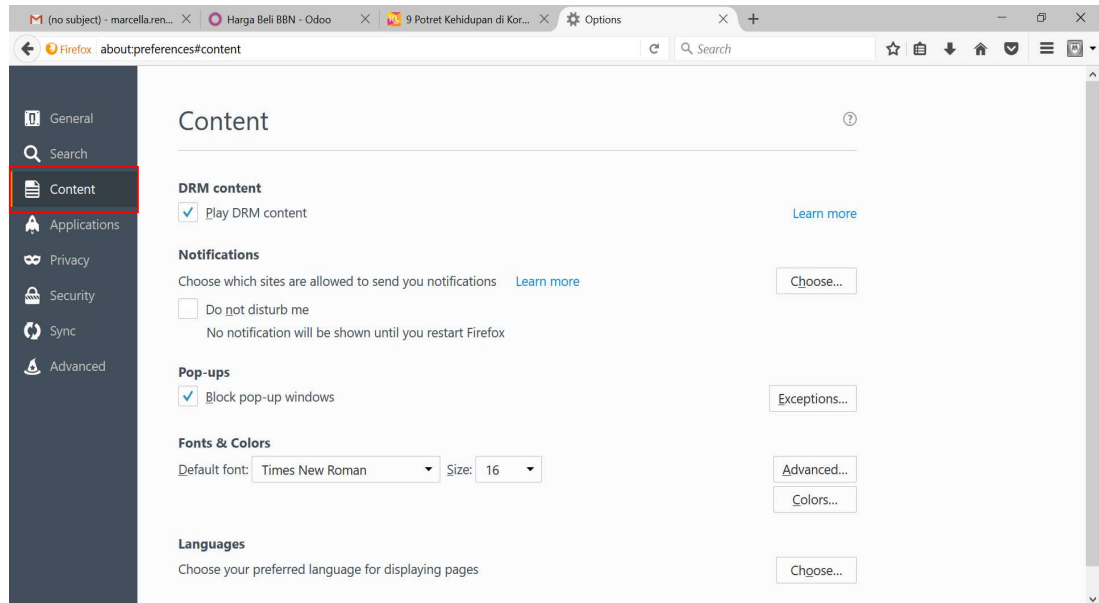 (no subject) - marcella.ren...
Harga Beli BBN - Odoo
9 Potret Kehidupan di Kor...
Options
Firefox about:preferences#content
Search
General
Search
Content
Applications
Privacy
Security
Sync
Advanced
Content
DRM content
Play DRM content Learn more
Notifications
Choose which sites are allowed to send you notifications Learn more Choose...
Do not disturb me
No notification will be shown until you restart Firefox
Pop-ups
Block pop-up windows Exceptions...
Fonts & Colors
Default font: Times New Roman Size: 16 Advanced...
Colors...
Languages
Choose your preferred language for displaying pages Choose...